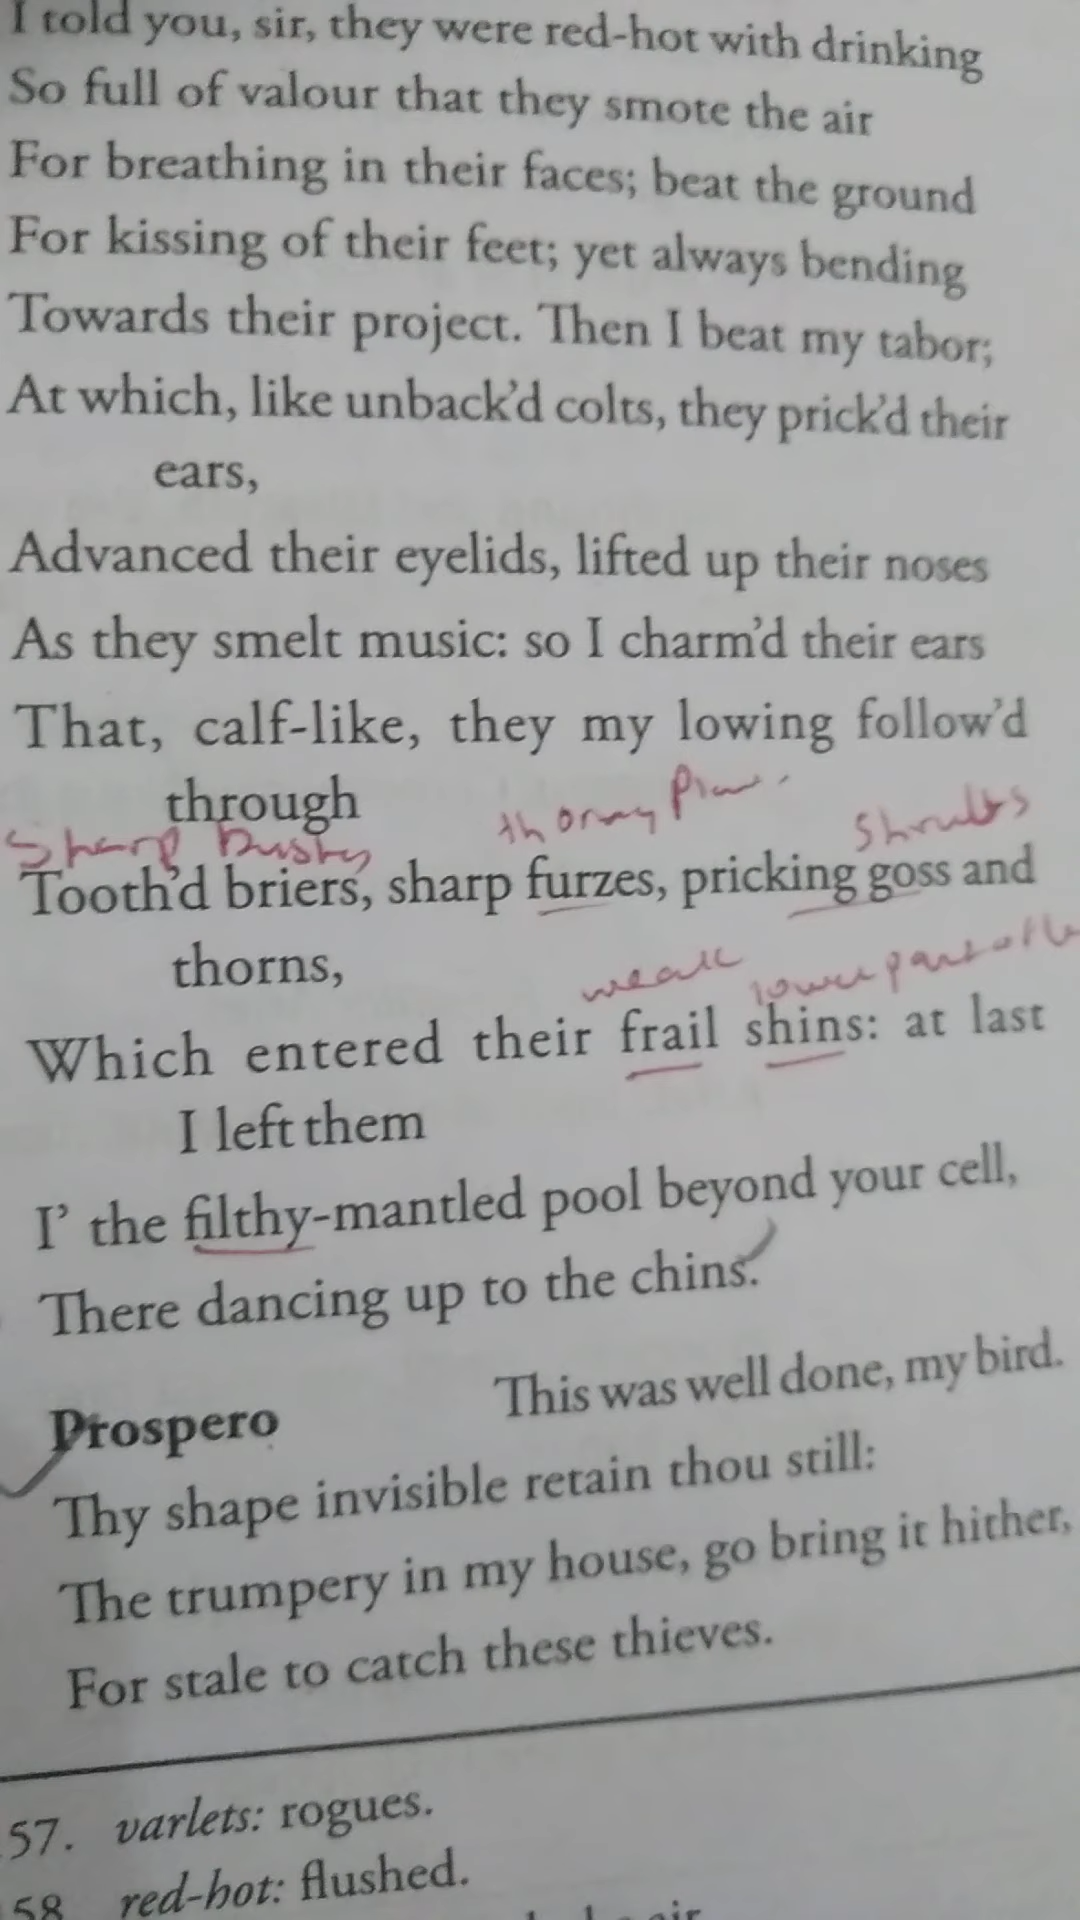 I told you, sir, they were red-hot with drinking
So full of valour that they smote the air
For breathing in their faces; beat the ground
For kissing of their feet; yet always bending
Towards their project. Then I beat my tabor;
At which, like unback'd colts, they prick'd their
ears,
Advanced their eyelids, lifted up their noses
As they smelt music: so I charm'd their ears
That, calf-like, they my lowing follow'd
through
Sharp Bushes thorny shrubs
Tooth'd briers, sharp furzes, pricking goss and
thorns,
weak lower part of
Which entered their frail shins: at last
I left them
I' the filthy-mantled pool beyond your cell,
There dancing up to the chins.
Prospero This was well done, my bird.
Thy shape invisible retain thou still:
The trumpery in my house, go bring it hither,
For stale to catch these thieves.
57. varlets: rogues.
58 red-hot: flushed.
air